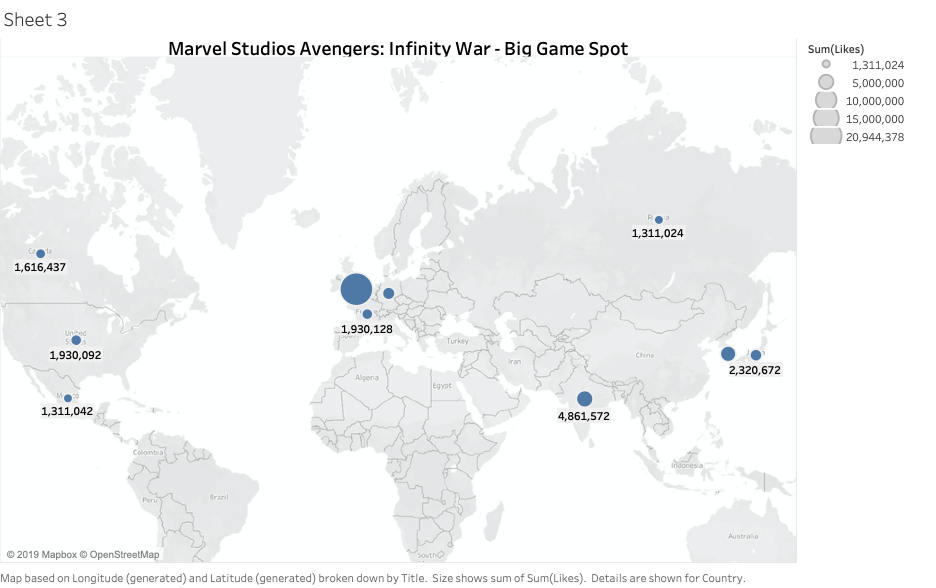 Sheet 3
Marvel Studios Avengers: Infinity War - Big Game Spot
Sum(Likes)
1,311,024
5,000,000
10,000,000
15,000,000
20,944,378
1,311,024
1,616,437
1,930,128
Turkey
United
1,930,092
China
2,320,672
Iran
Algeria
Egypt
1,311,042
4,861,572
Colombia
Indonesia
Peru
Brazil
Australia
© 2019 Mapbox © OpenStreetMap
Map based on Longitude (generated) and Latitude (generated) broken down by Title.  Size shows sum of Sum(Likes).  Details are shown for Country.